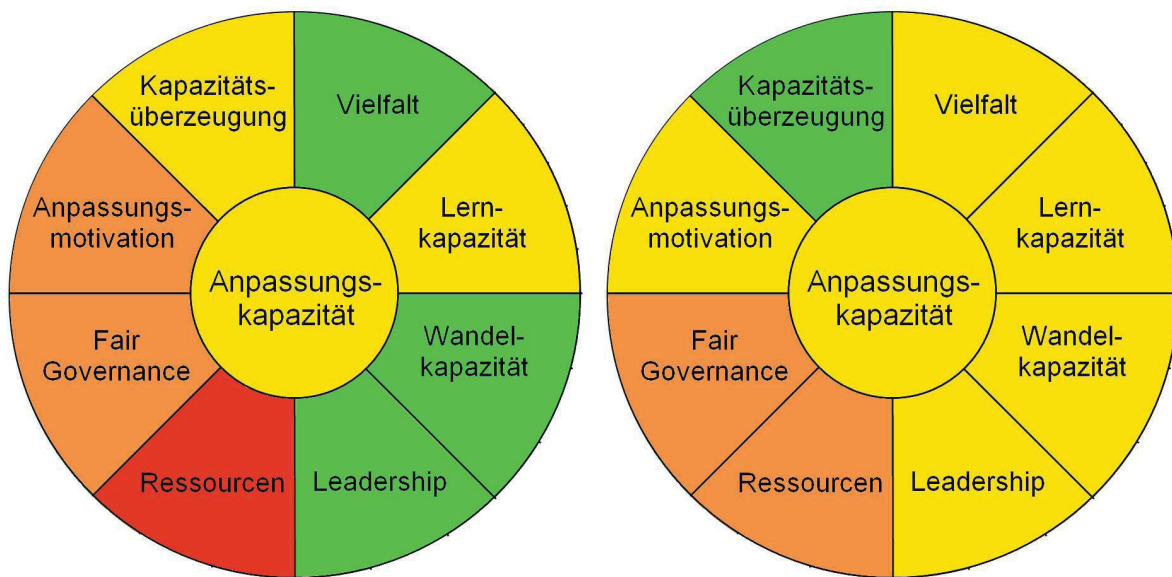 Kapazitäts-
überzeugung
Vielfalt
Lern-
kapazität
Wandel-
kapazität
Leadership
Ressourcen
Fair
Governance
Anpassungs-
motivation
Anpassungs-
kapazität
Kapazitäts-
überzeugung
Vielfalt
Lern-
kapazität
Wandel-
kapazität
Leadership
Ressourcen
Fair
Governance
Anpassungs-
motivation
Anpassungs-
kapazität